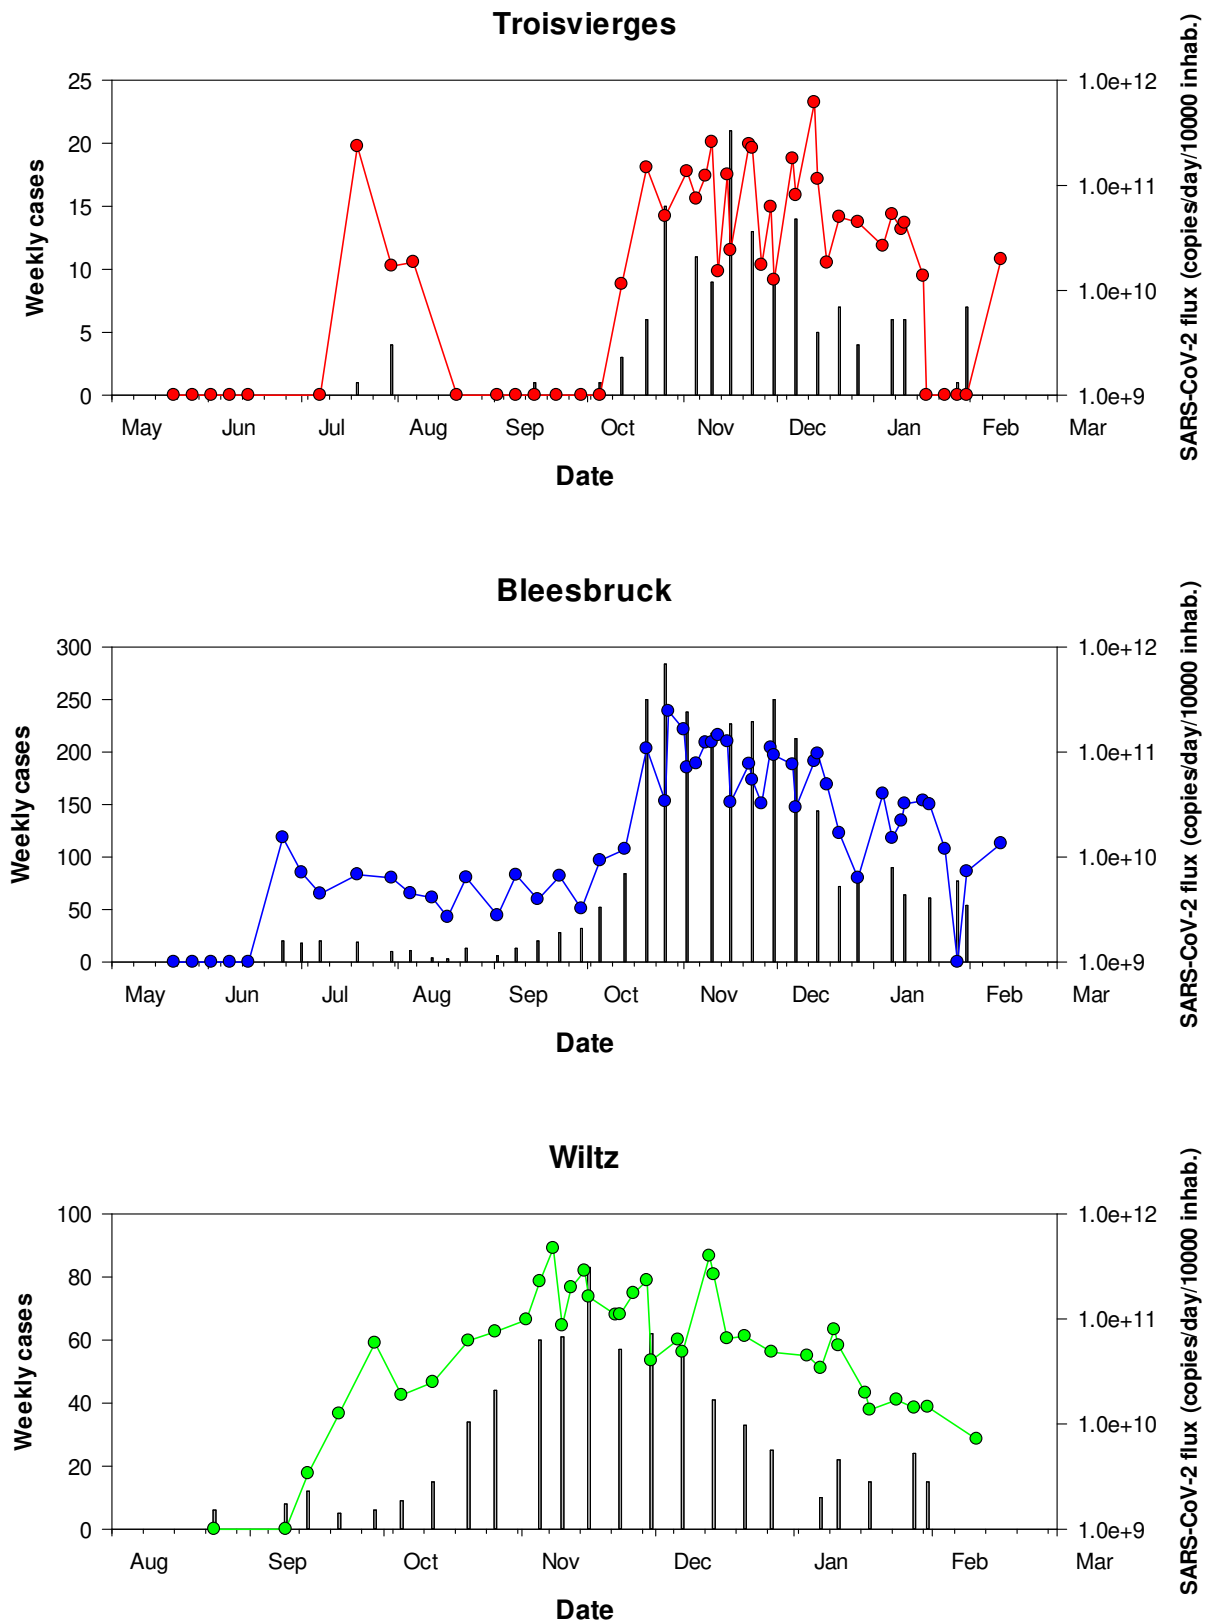 Troisvierges
Weekly cases
SARS-CoV-2 flux (copies/day/10000 inhab.)
25
20
15
10
5
0
1.0e+12
1.0e+11
1.0e+10
1.0e+9
May Jun Jul Aug Sep Oct Nov Dec Jan Feb Mar
Date
Bleesbruck
Weekly cases
SARS-CoV-2 flux (copies/day/10000 inhab.)
300
250
200
150
100
50
0
1.0e+12
1.0e+11
1.0e+10
1.0e+9
May Jun Jul Aug Sep Oct Nov Dec Jan Feb Mar
Date
Wiltz
Weekly cases
SARS-CoV-2 flux (copies/day/10000 inhab.)
100
80
60
40
20
0
1.0e+12
1.0e+11
1.0e+10
1.0e+9
Aug Sep Oct Nov Dec Jan Feb Mar
Date